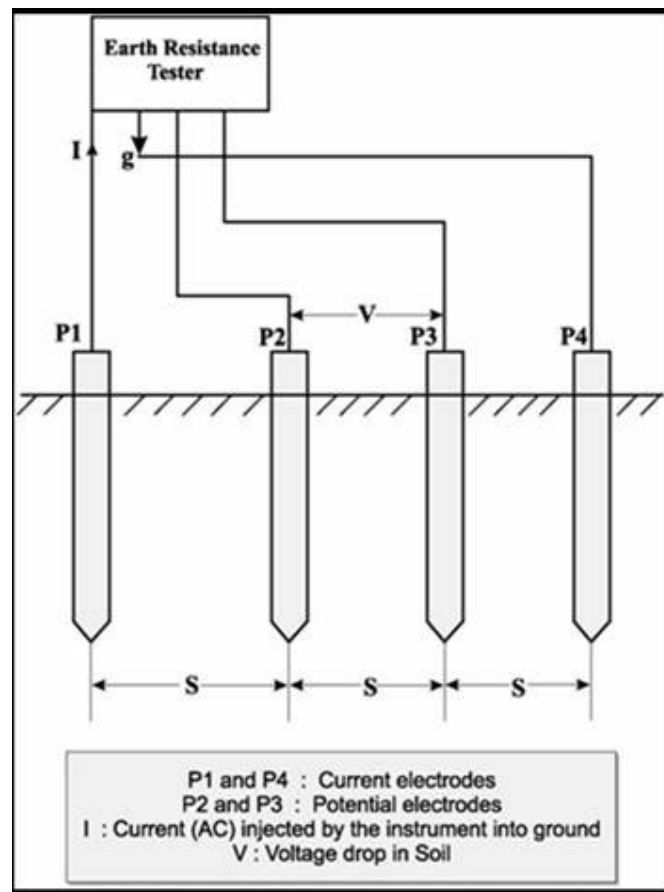 Earth Resistance
Tester
I
g
V
P1
P2
P3
P4
S
S
S
P1 and P4 : Current electrodes
P2 and P3 : Potential electrodes
I : Current (AC) injected by the instrument into ground
V : Voltage drop in Soil